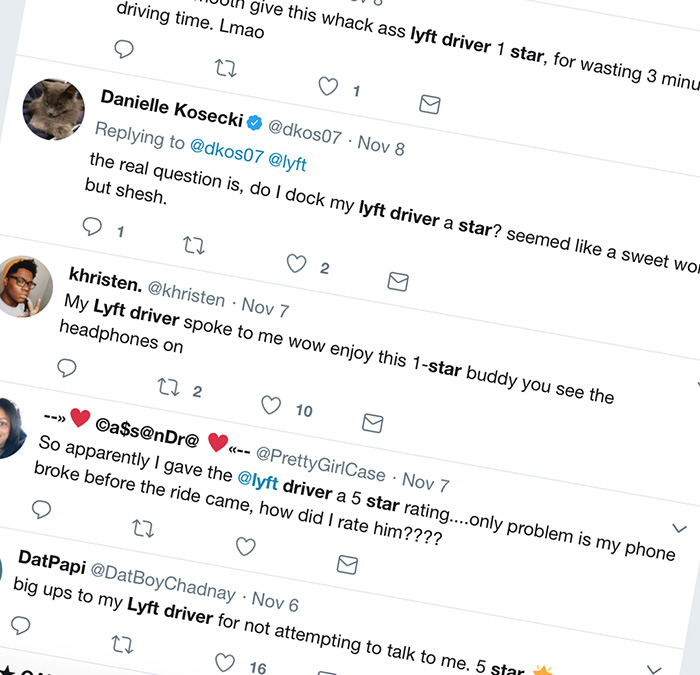 give this whack ass lyft driver 1 star, for wasting 3
driving time. Lmao
1
Danielle Kosecki @dkos07 · Nov 8
Replying to @dkos07 @lyft
the real question is, do I dock my lyft driver a star? seemed like a sweet
but shesh.
1 2
khristen. @khristen · Nov 7
My Lyft driver spoke to me wow enjoy this 1-star buddy you see the
headphones on
2 10
--» ❤️ ©a$s@nDr@ ❤️ «-- @PrettyGirlCase · Nov 7
So apparently I gave the @lyft driver a 5 star rating....only problem is my phone
broke before the ride came, how did I rate him????
DatPapi @DatBoyChadnay · Nov 6
big ups to my Lyft driver for not attempting to talk to me. 5 star 🌟
16